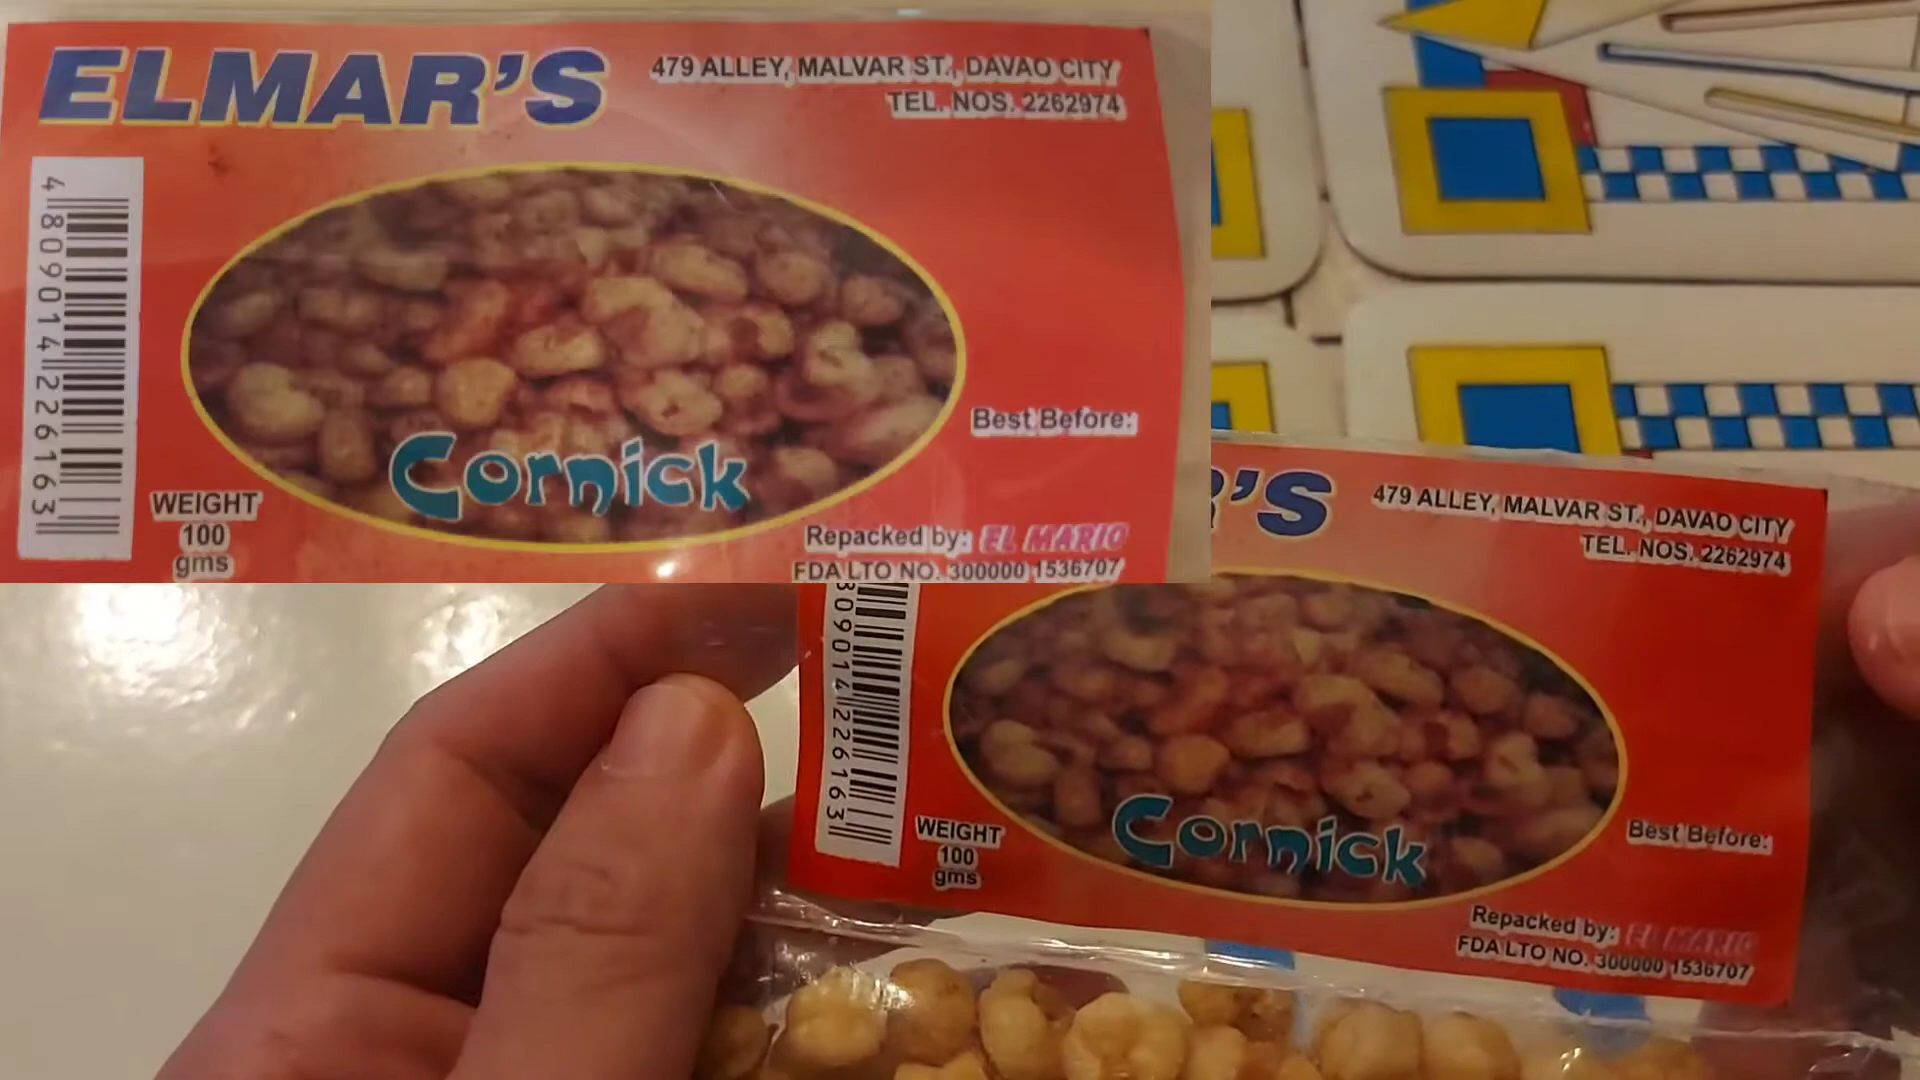 ELMAR'S
479 ALLEY, MALVAR ST., DAVAO CITY
TEL. NOS. 2262974
4809014226163
Cornick
Best Before:
WEIGHT
100
gms
Repacked by: EL MARIO
FDA LTO NO. 300000 1536707
'S
479 ALLEY, MALVAR ST., DAVAO CITY
TEL. NOS. 2262974
809014226163
Cornick
Best Before:
WEIGHT
100
gms
Repacked by: EL MARIO
FDA LTO NO. 300000 1536707